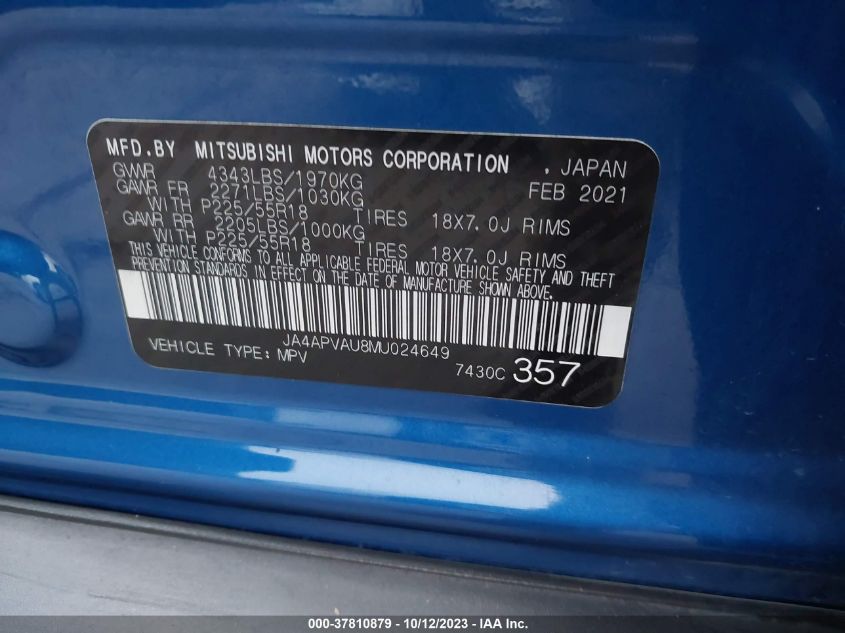 MFD.BY MITSUBISHI MOTORS CORPORATION . JAPAN
GVWR 4343LBS/1970KG FEB 2021
GAWR FR 2271LBS/1030KG
WITH P225/55R18 TIRES 18X7.0J RIMS
GAWR RR 2205LBS/1000KG
WITH P225/55R18 TIRES 18X7.0J RIMS
THIS VEHICLE CONFORMS TO ALL APPLICABLE FEDERAL MOTOR VEHICLE SAFETY AND THEFT
PREVENTION STANDARDS IN EFFECT ON THE DATE OF MANUFACTURE SHOWN ABOVE.
JA4APVAU8MU024649
VEHICLE TYPE: MPV 7430C 357
000-37810879 - 10/12/2023 - IAA Inc.